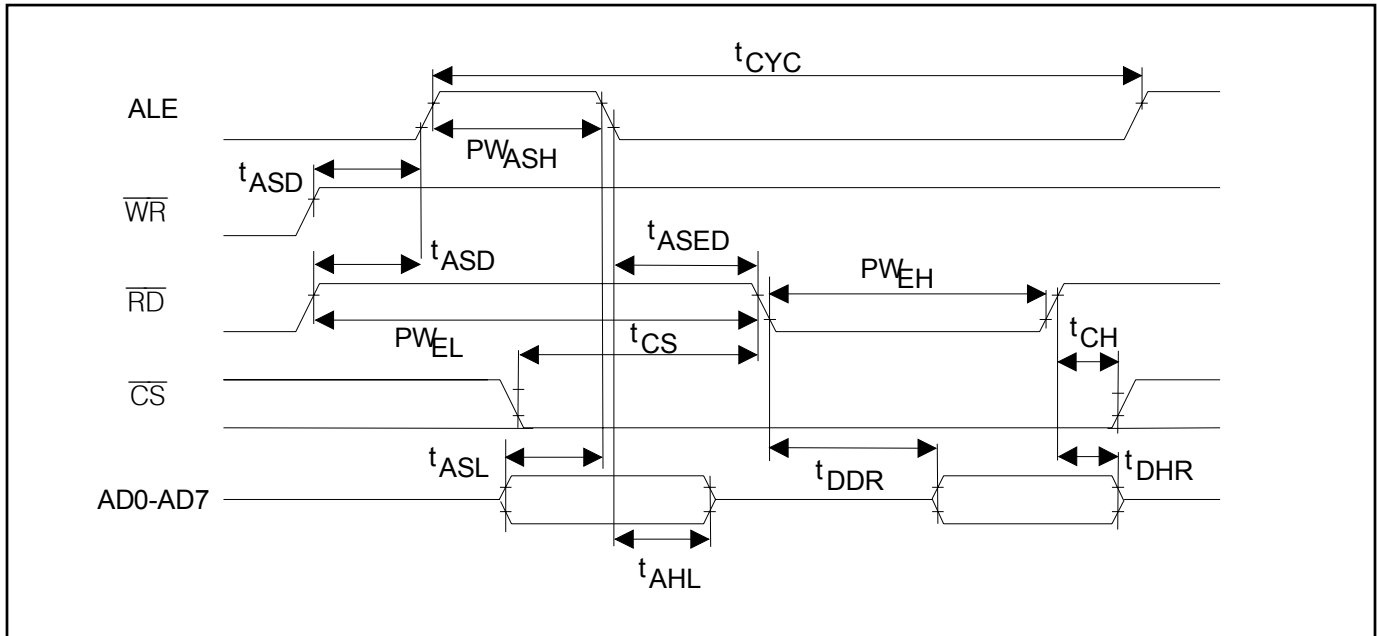 tCYC
ALE
PWASH
tASD
WR
tASD
tASED
PWEH
RD
PWEL
tCS
tCH
CS
tASL
tDDR
tDHR
AD0-AD7
tAHL